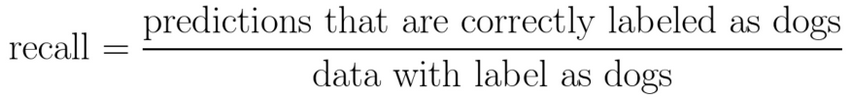 predictions that are correctly labeled as dogs
recall =
data with label as dogs